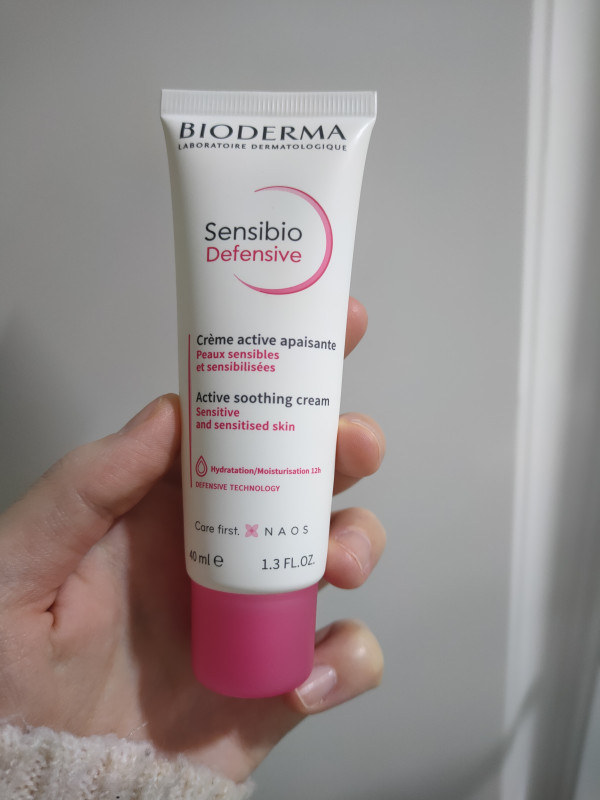 BIODERMA
LABORATOIRE DERMATOLOGIQUE
Sensibio
Defensive
Crème active apaisante
Peaux sensibles
et sensibilisées
Active soothing cream
Sensitive
and sensitised skin
Hydratation/Moisturisation 12h
DEFENSIVE TECHNOLOGY
Care first. NAOS
40 ml ℮ 1.3 FL.OZ.